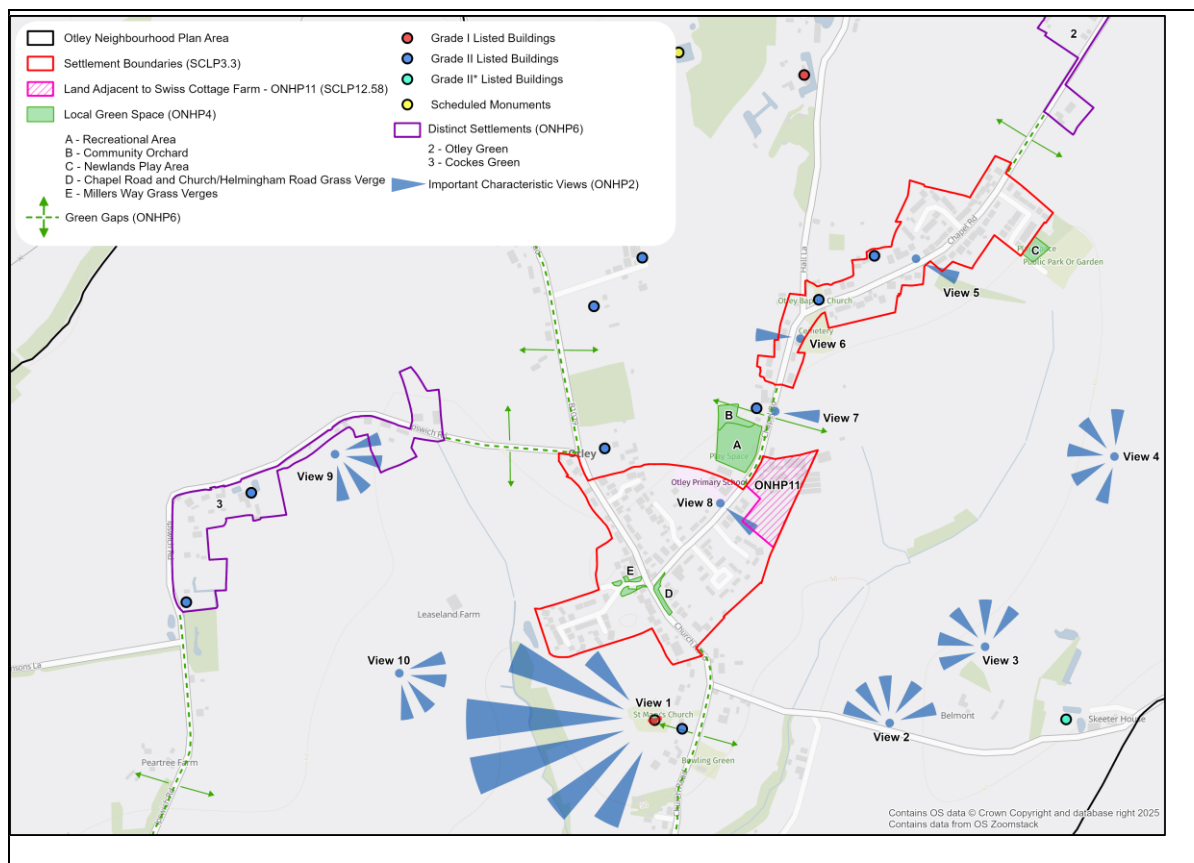 Otley Neighbourhood Plan Area
Settlement Boundaries (SCLP3.3)
Land Adjacent to Swiss Cottage Farm - ONHP11 (SCLP12.58)
Local Green Space (ONHP4)
A - Recreational Area
B - Community Orchard
C - Newlands Play Area
D - Chapel Road and Church/Helmingham Road Grass Verge
E - Millers Way Grass Verges
Green Gaps (ONHP6)
Grade I Listed Buildings
Grade II Listed Buildings
Grade II* Listed Buildings
Scheduled Monuments
Distinct Settlements (ONHP6)
2 - Otley Green
3 - Cockes Green
Important Characteristic Views (ONHP2)
2
Chapel Rd
C
Public Park Or Garden
Hall La
View 5
Otley Baptist Church
Cemetery
View 6
B
View 7
A
Play Space
Otley
View 4
View 9
3
Otley Primary School
ONHP11
View 8
E
D
Leaseland Farm
Church
View 3
View 10
View 1
St Mary's Church
Belmont
View 2
Skeeter House
Bowling Green
Peartree Farm
Contains OS data © Crown Copyright and database right 2025
Contains data from OS Zoomstack